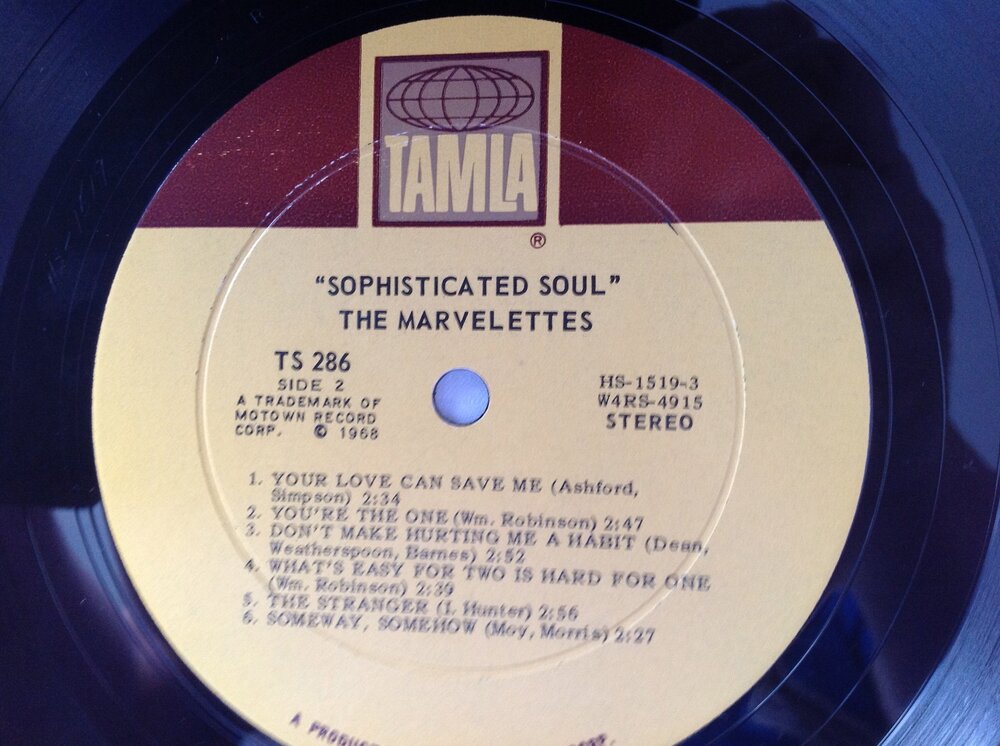 TAMLA
®
"SOPHISTICATED SOUL"
THE MARVELETTES
TS 286
SIDE 2
A TRADEMARK OF
MOTOWN RECORD
CORP. © 1968
HS-1519-3
W4RS-4915
STEREO
1. YOUR LOVE CAN SAVE ME (Ashford,
Simpson) 2:34
2. YOU'RE THE ONE (Wm. Robinson) 2:47
3. DON'T MAKE HURTING ME A HABIT (Dean,
Weatherspoon, Barnes) 2:52
4. WHAT'S EASY FOR TWO IS HARD FOR ONE
(Wm. Robinson) 2:39
5. THE STRANGER (I. Hunter) 2:56
6. SOMEWAY, SOMEHOW (Moy, Morris) 2:27
A